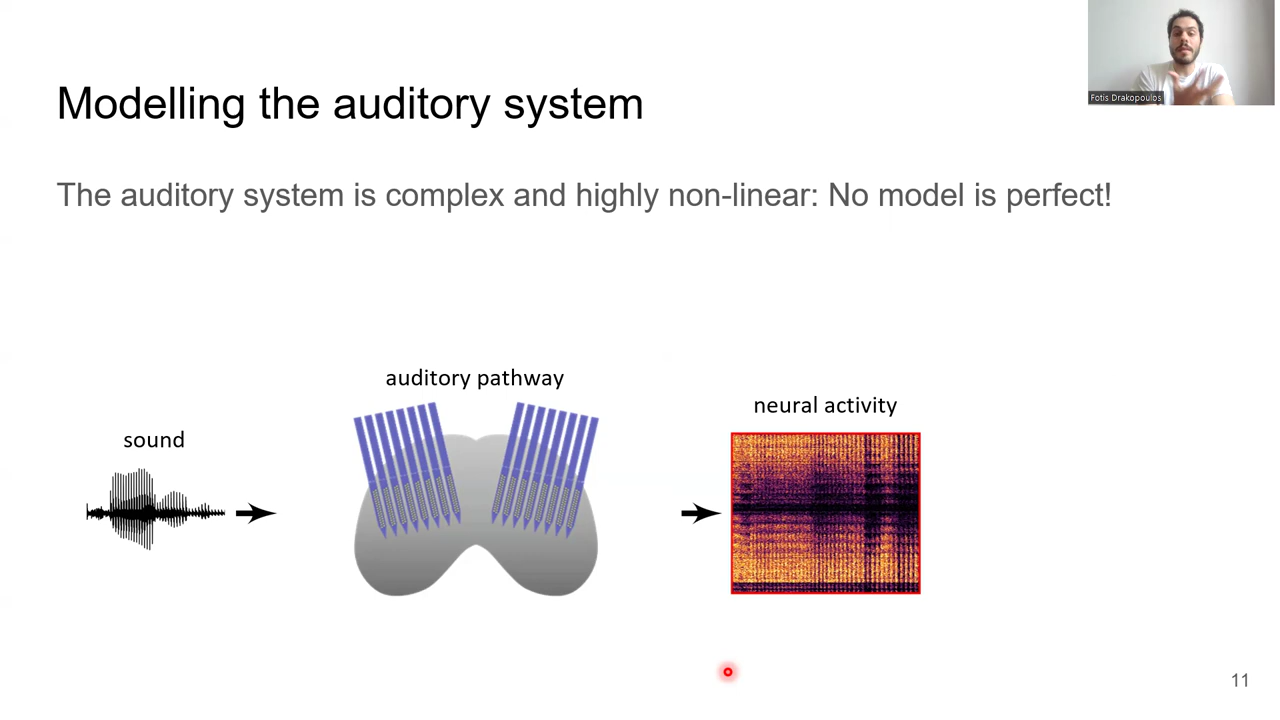 Fotis Drakopoulos
Modelling the auditory system
The auditory system is complex and highly non-linear: No model is perfect!
auditory pathway
neural activity
sound
11